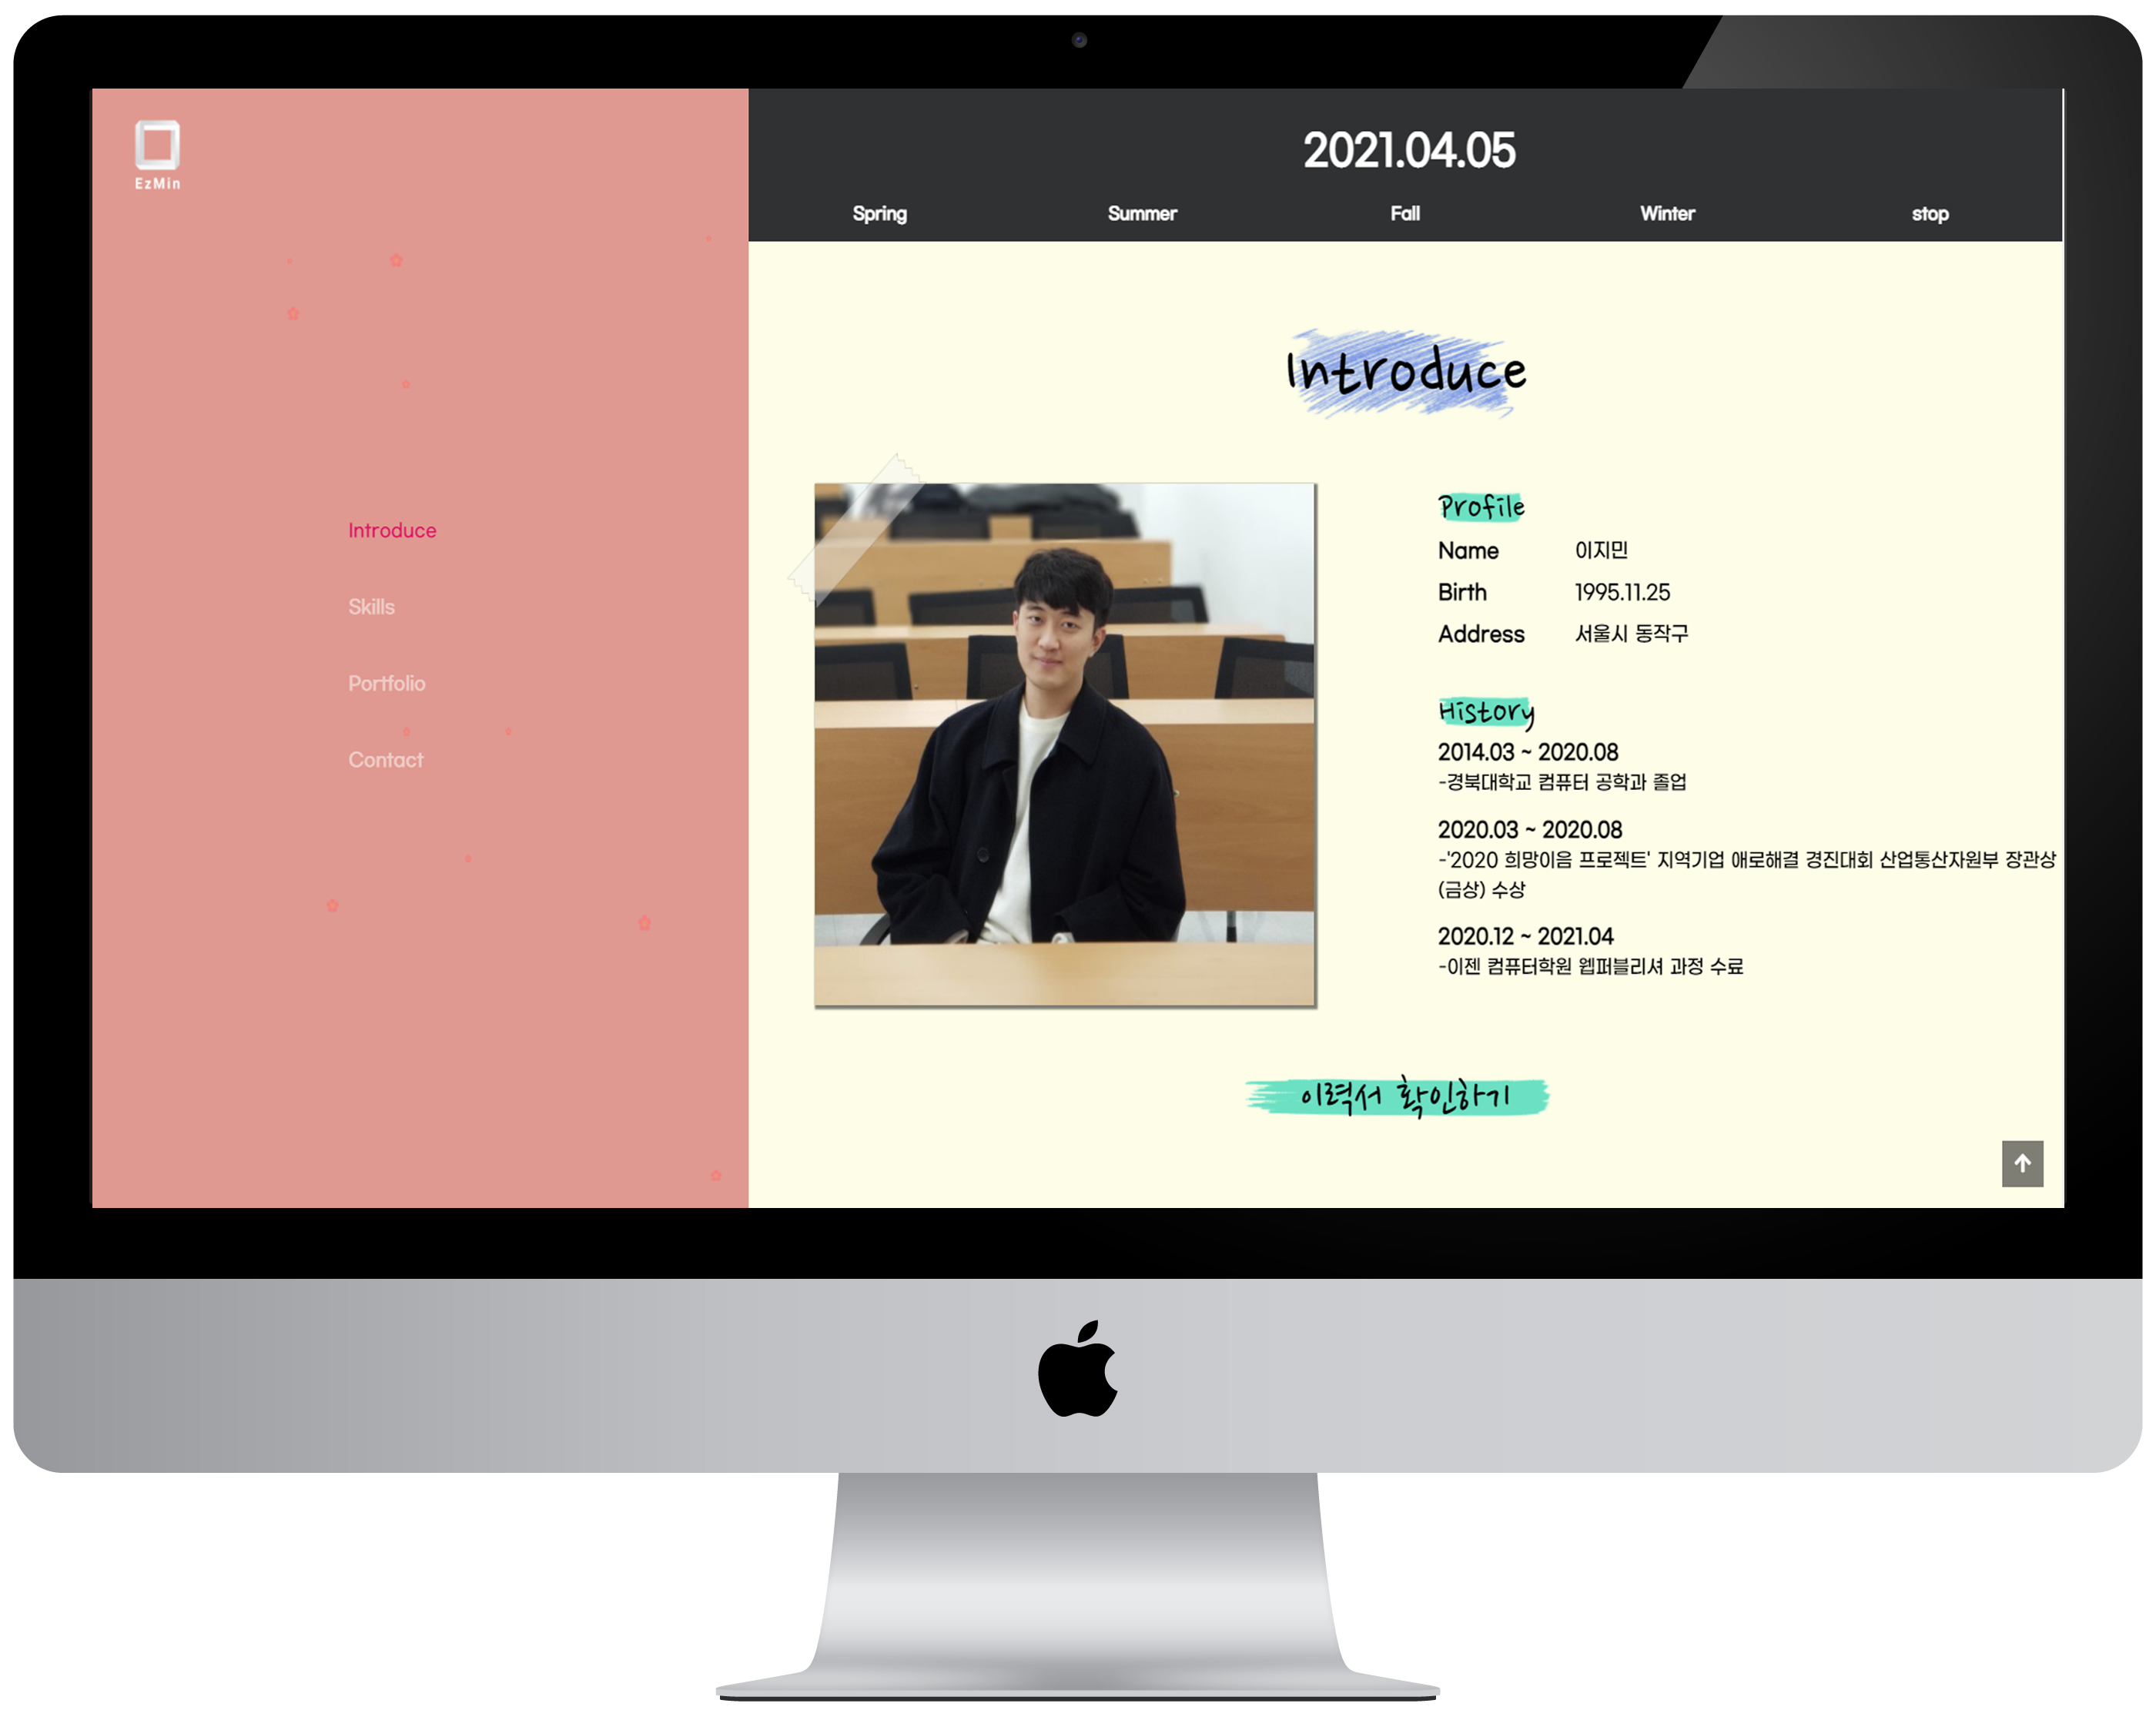 EzMin
Introduce
Skills
Portfolio
Contact
2021.04.05
Spring Summer Fall Winter stop
Introduce
Profile
Name 이지민
Birth 1995.11.25
Address 서울시 동작구
History
2014.03 ~ 2020.08
-경북대학교 컴퓨터 공학과 졸업
2020.03 ~ 2020.08
-'2020 희망이음 프로젝트' 지역기업 애로해결 경진대회 산업통산자원부 장관상
(금상) 수상
2020.12 ~ 2021.04
-이젠 컴퓨터학원 웹퍼블리셔 과정 수료
이력서 확인하기